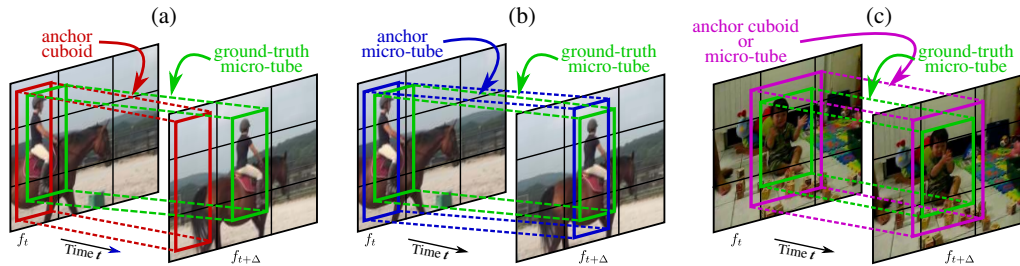 (a)
anchor
cuboid
ground-truth
micro-tube
f_t
Time t
f_{t+Δ}
(b)
anchor
micro-tube
ground-truth
micro-tube
f_t
Time t
f_{t+Δ}
(c)
anchor cuboid
or
micro-tube
ground-truth
micro-tube
f_t
Time t
f_{t+Δ}